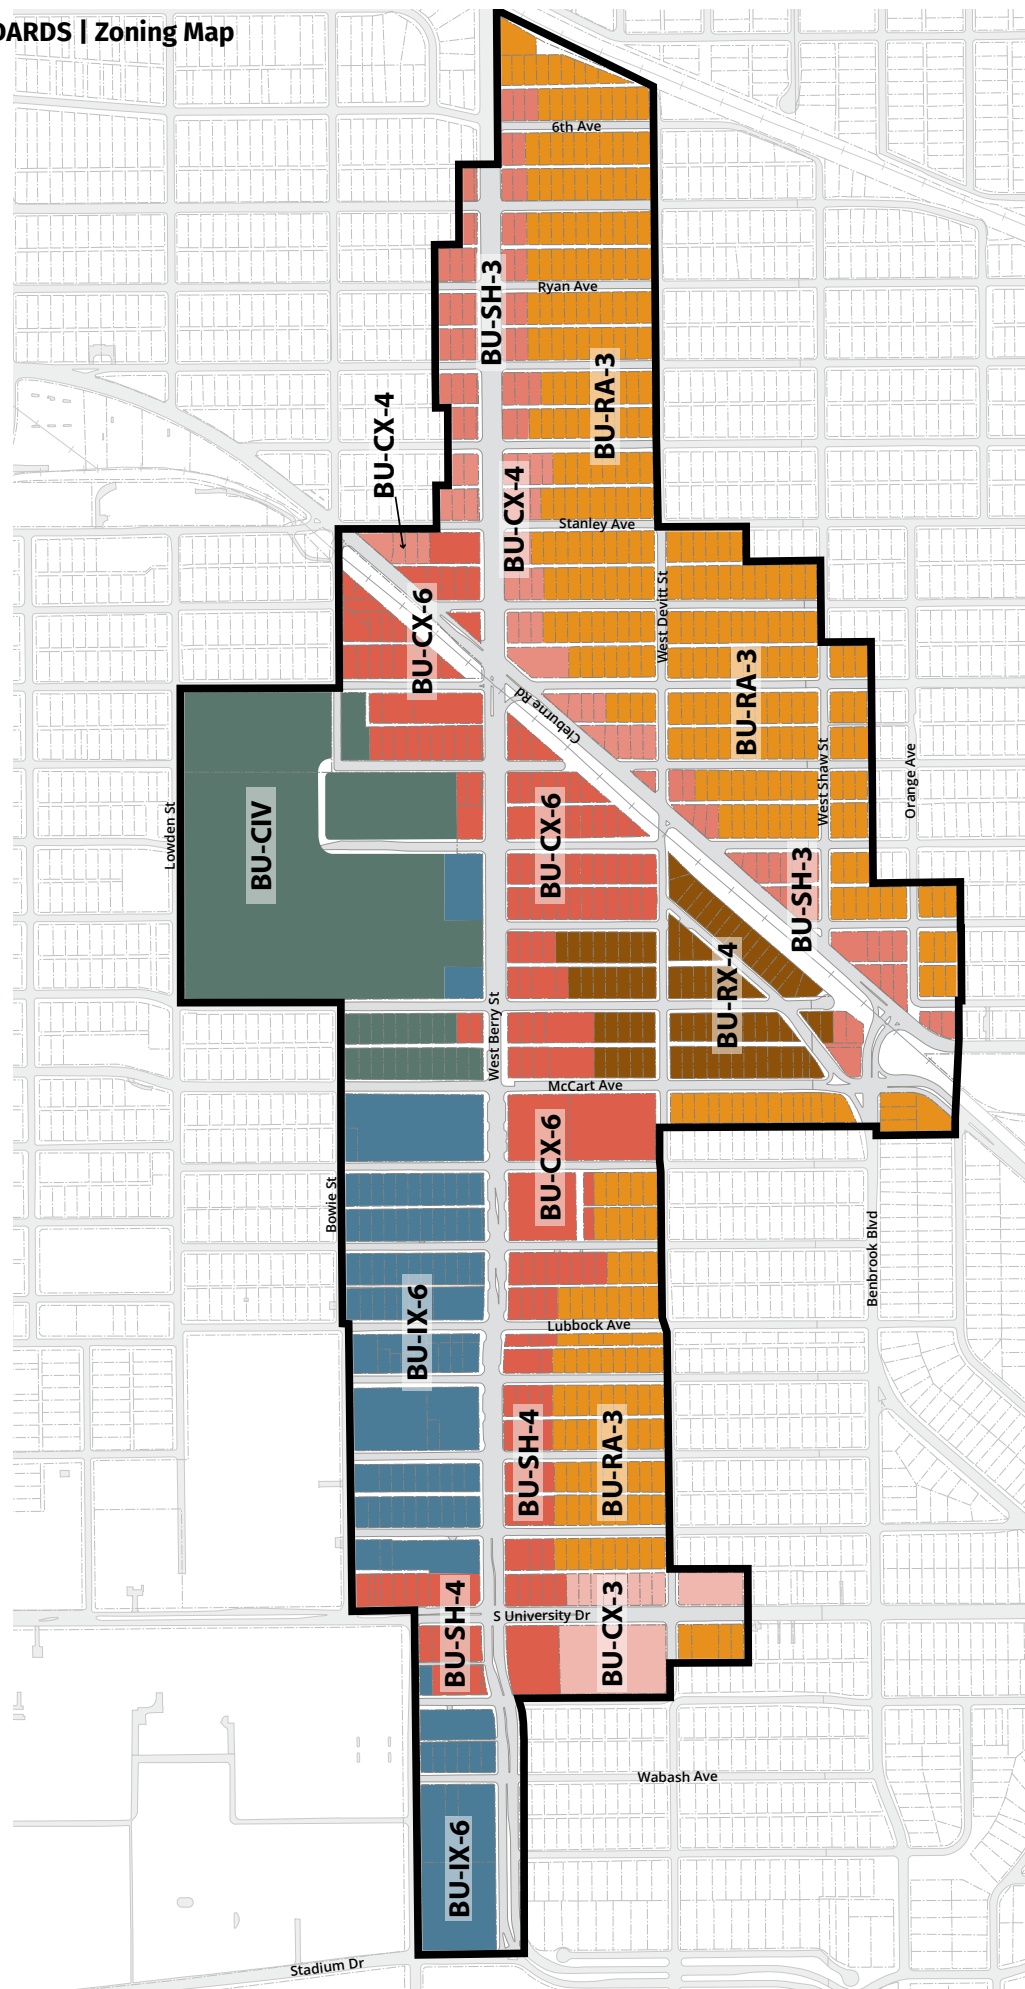 DARDS | Zoning Map
6th Ave
BU-SH-3
Ryan Ave
BU-RA-3
BU-CX-4
BU-CX-4
Stanley Ave
West Devitt St
BU-CX-6
BU-RA-3
Cleburne Rd
West Shaw St
Orange Ave
Lowden St
BU-CIV
BU-CX-6
BU-SH-3
BU-RX-4
West Berry St
McCart Ave
BU-CX-6
Bowie St
Benbrook Blvd
BU-IX-6
Lubbock Ave
BU-SH-4
BU-RA-3
BU-SH-4
S University Dr
BU-CX-3
Wabash Ave
BU-IX-6
Stadium Dr